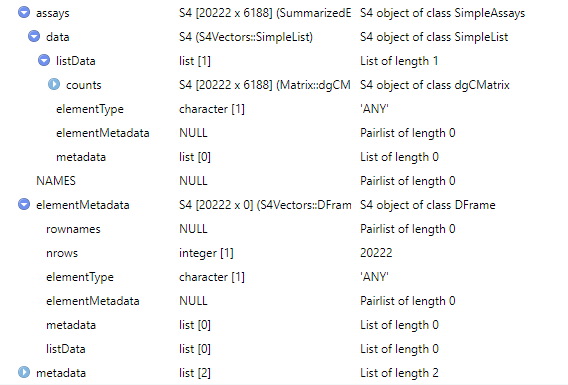 assays S4 [20222 x 6188] (SummarizedE S4 object of class SimpleAssays
data S4 (S4Vectors::SimpleList) S4 object of class SimpleList
listData list [1] List of length 1
counts S4 [20222 x 6188] (Matrix::dgCM S4 object of class dgCMatrix
elementType character [1] 'ANY'
elementMetadata NULL Pairlist of length 0
metadata list [0] List of length 0
NAMES NULL Pairlist of length 0
elementMetadata S4 [20222 x 0] (S4Vectors::DFram S4 object of class DFrame
rownames NULL Pairlist of length 0
nrows integer [1] 20222
elementType character [1] 'ANY'
elementMetadata NULL Pairlist of length 0
metadata list [0] List of length 0
listData list [0] List of length 0
metadata list [2] List of length 2